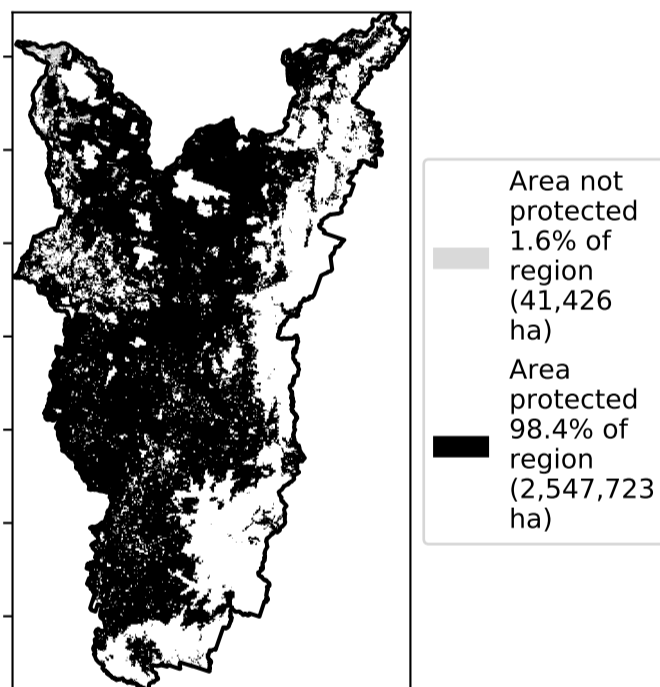 Area not
protected
1.6% of
region
(41,426
ha)
Area
protected
98.4% of
region
(2,547,723
ha)